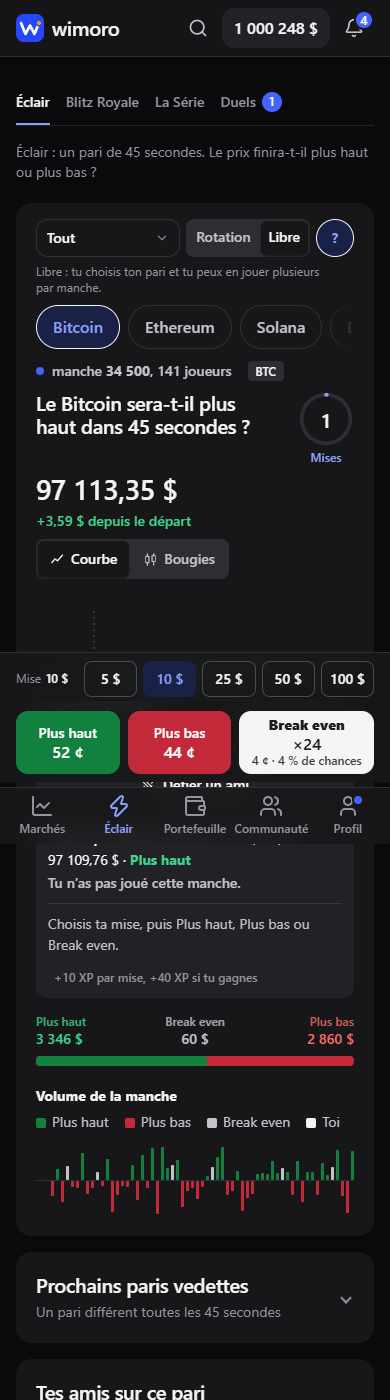 wimoro
1 000 248 $
4
Éclair
Blitz Royale
La Série
Duels 1
Éclair : un pari de 45 secondes. Le prix finira-t-il plus haut
ou plus bas ?
Tout
Rotation
Libre
?
Libre : tu choisis ton pari et tu peux en jouer plusieurs
par manche.
Bitcoin
Ethereum
Solana
manche 34 500, 141 joueurs
BTC
Le Bitcoin sera-t-il plus
haut dans 45 secondes ?
1
Mises
97 113,35 $
+3,59 $ depuis le départ
Courbe
Bougies
Mise 10 $
5 $
10 $
25 $
50 $
100 $
Plus haut
52 ¢
Plus bas
44 ¢
Break even
×24
4 ¢ · 4 % de chances
Défier un ami
Marchés
Éclair
Portefeuille
Communauté
Profil
97 109,76 $ · Plus haut
Tu n'as pas joué cette manche.
Choisis ta mise, puis Plus haut, Plus bas ou
Break even.
+10 XP par mise, +40 XP si tu gagnes
Plus haut
3 346 $
Break even
60 $
Plus bas
2 860 $
Volume de la manche
Plus haut
Plus bas
Break even
Toi
Prochains paris vedettes
Un pari différent toutes les 45 secondes
Tes amis sur ce pari